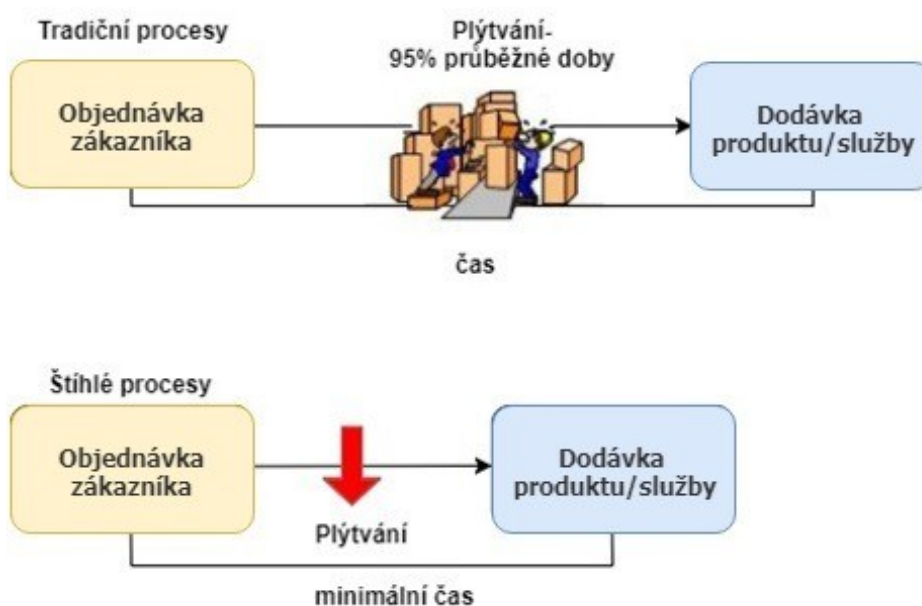 Tradiční procesy
Plýtvání-
95% průběžné doby
Objednávka
zákazníka
Dodávka
produktu/služby
čas
Štíhlé procesy
Objednávka
zákazníka
Dodávka
produktu/služby
Plýtvání
minimální čas